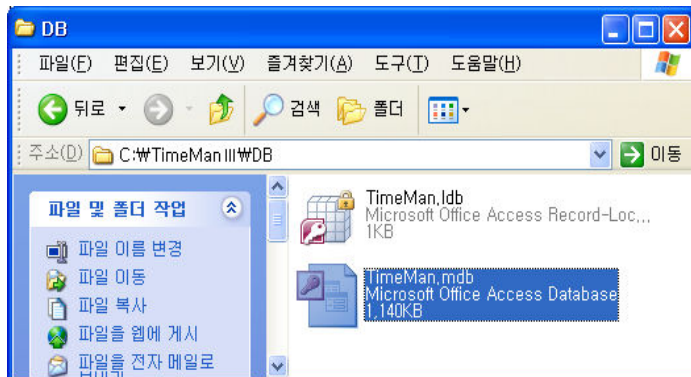 DB
파일(F) 편집(E) 보기(V) 즐겨찾기(A) 도구(T) 도움말(H)
뒤로 검색 폴더
주소(D) C:₩TimeManⅢ₩DB 이동
파일 및 폴더 작업
파일 이름 변경
파일 이동
파일 복사
파일을 웹에 게시
파일을 전자 메일로
TimeMan.ldb
Microsoft Office Access Record-Loc...
1KB
TimeMan.mdb
Microsoft Office Access Database
1,140KB